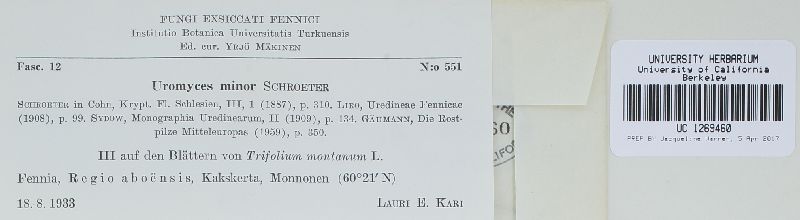 FUNGI EXSICCATI FENNICI
Institutio Botanica Universitatis Turkuensis
Ed. cur. YRJÖ MÄKINEN
Fasc. 12 N:o 551
Uromyces minor SCHROETER
SCHROETER in Cohn, Krypt. Fl. Schlesien, III, 1 (1887), p. 310. LIRO, Uredineae Fennicae
(1908), p. 99. SYDOW, Monographia Uredinearum, II (1909), p. 134. GÄUMANN, Die Rost-
pilze Mitteleuropas (1959), p. 350.
III auf den Blättern von Trifolium montanum L.
Fennia, Regio aboënsis, Kakskerta, Monnonen (60°21′N)
18. 8. 1933 LAURI E. KARI
60
UNIVERSITY HERBARIUM
University of California
Berkeley
UC 1269460
PREP BY Jacqueline 5 Apr 2017